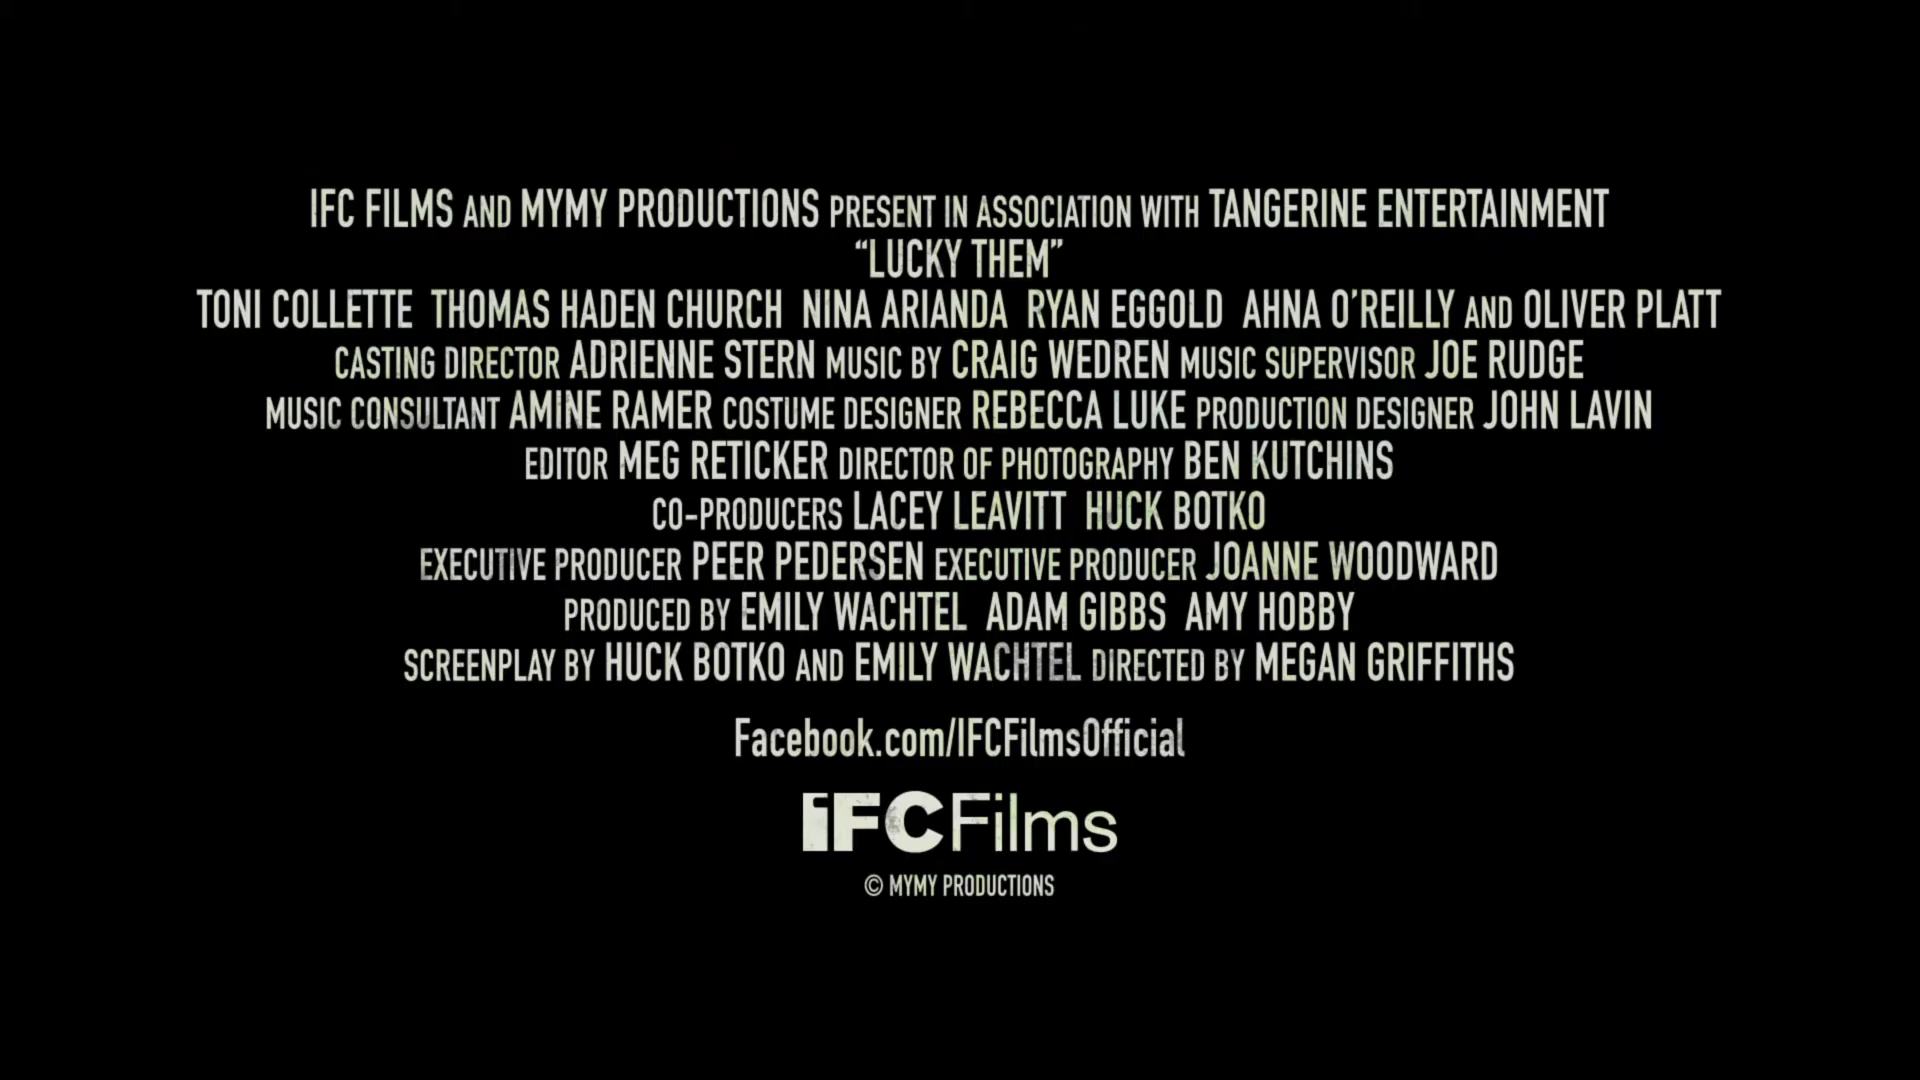 IFC FILMS AND MYMY PRODUCTIONS PRESENT IN ASSOCIATION WITH TANGERINE ENTERTAINMENT
“LUCKY THEM”
TONI COLLETTE THOMAS HADEN CHURCH NINA ARIANDA RYAN EGGOLD AHNA O’REILLY AND OLIVER PLATT
CASTING DIRECTOR ADRIENNE STERN MUSIC BY CRAIG WEDREN MUSIC SUPERVISOR JOE RUDGE
MUSIC CONSULTANT AMINE RAMER COSTUME DESIGNER REBECCA LUKE PRODUCTION DESIGNER JOHN LAVIN
EDITOR MEG RETICKER DIRECTOR OF PHOTOGRAPHY BEN KUTCHINS
CO-PRODUCERS LACEY LEAVITT HUCK BOTKO
EXECUTIVE PRODUCER PEER PEDERSEN EXECUTIVE PRODUCER JOANNE WOODWARD
PRODUCED BY EMILY WACHTEL ADAM GIBBS AMY HOBBY
SCREENPLAY BY HUCK BOTKO AND EMILY WACHTEL DIRECTED BY MEGAN GRIFFITHS
Facebook.com/IFCFilmsOfficial
iFCFilms
© MYMY PRODUCTIONS